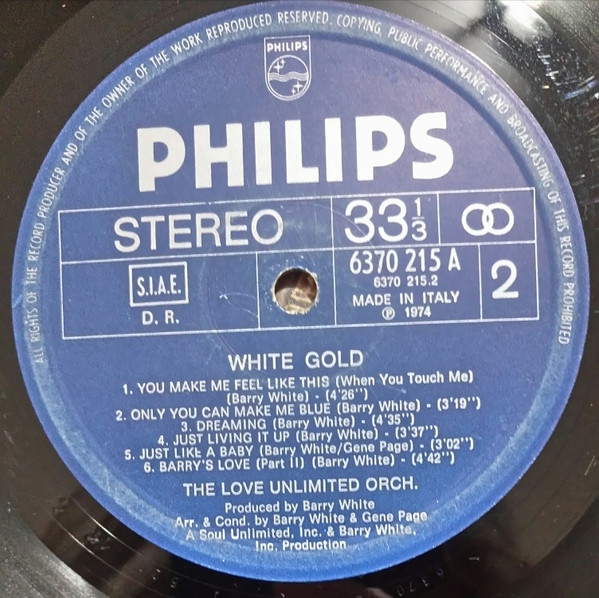 ALL RIGHTS OF THE RECORD PRODUCER AND OF THE OWNER OF THE WORK REPRODUCED RESERVED. COPYING, PUBLIC PERFORMANCE AND BROADCASTING OF THIS RECORD PROHIBITED
PHILIPS
PHILIPS
STEREO
33 1/3
S.I.A.E.
D. R.
6370 215 A
6370 215.2
MADE IN ITALY
℗ 1974
2
WHITE GOLD
1. YOU MAKE ME FEEL LIKE THIS (When You Touch Me)
(Barry White) - (4'26'')
2. ONLY YOU CAN MAKE ME BLUE (Barry White) - (3'19'')
3. DREAMING (Barry White) - (4'35'')
4. JUST LIVING IT UP (Barry White) - (3'37'')
5. JUST LIKE A BABY (Barry White/Gene Page) - (3'02'')
6. BARRY'S LOVE (Part II) (Barry White) - (4'42'')
THE LOVE UNLIMITED ORCH.
Produced by Barry White
Arr. & Cond. by Barry White & Gene Page
A Soul Unlimited, Inc. & Barry White,
Inc. Production